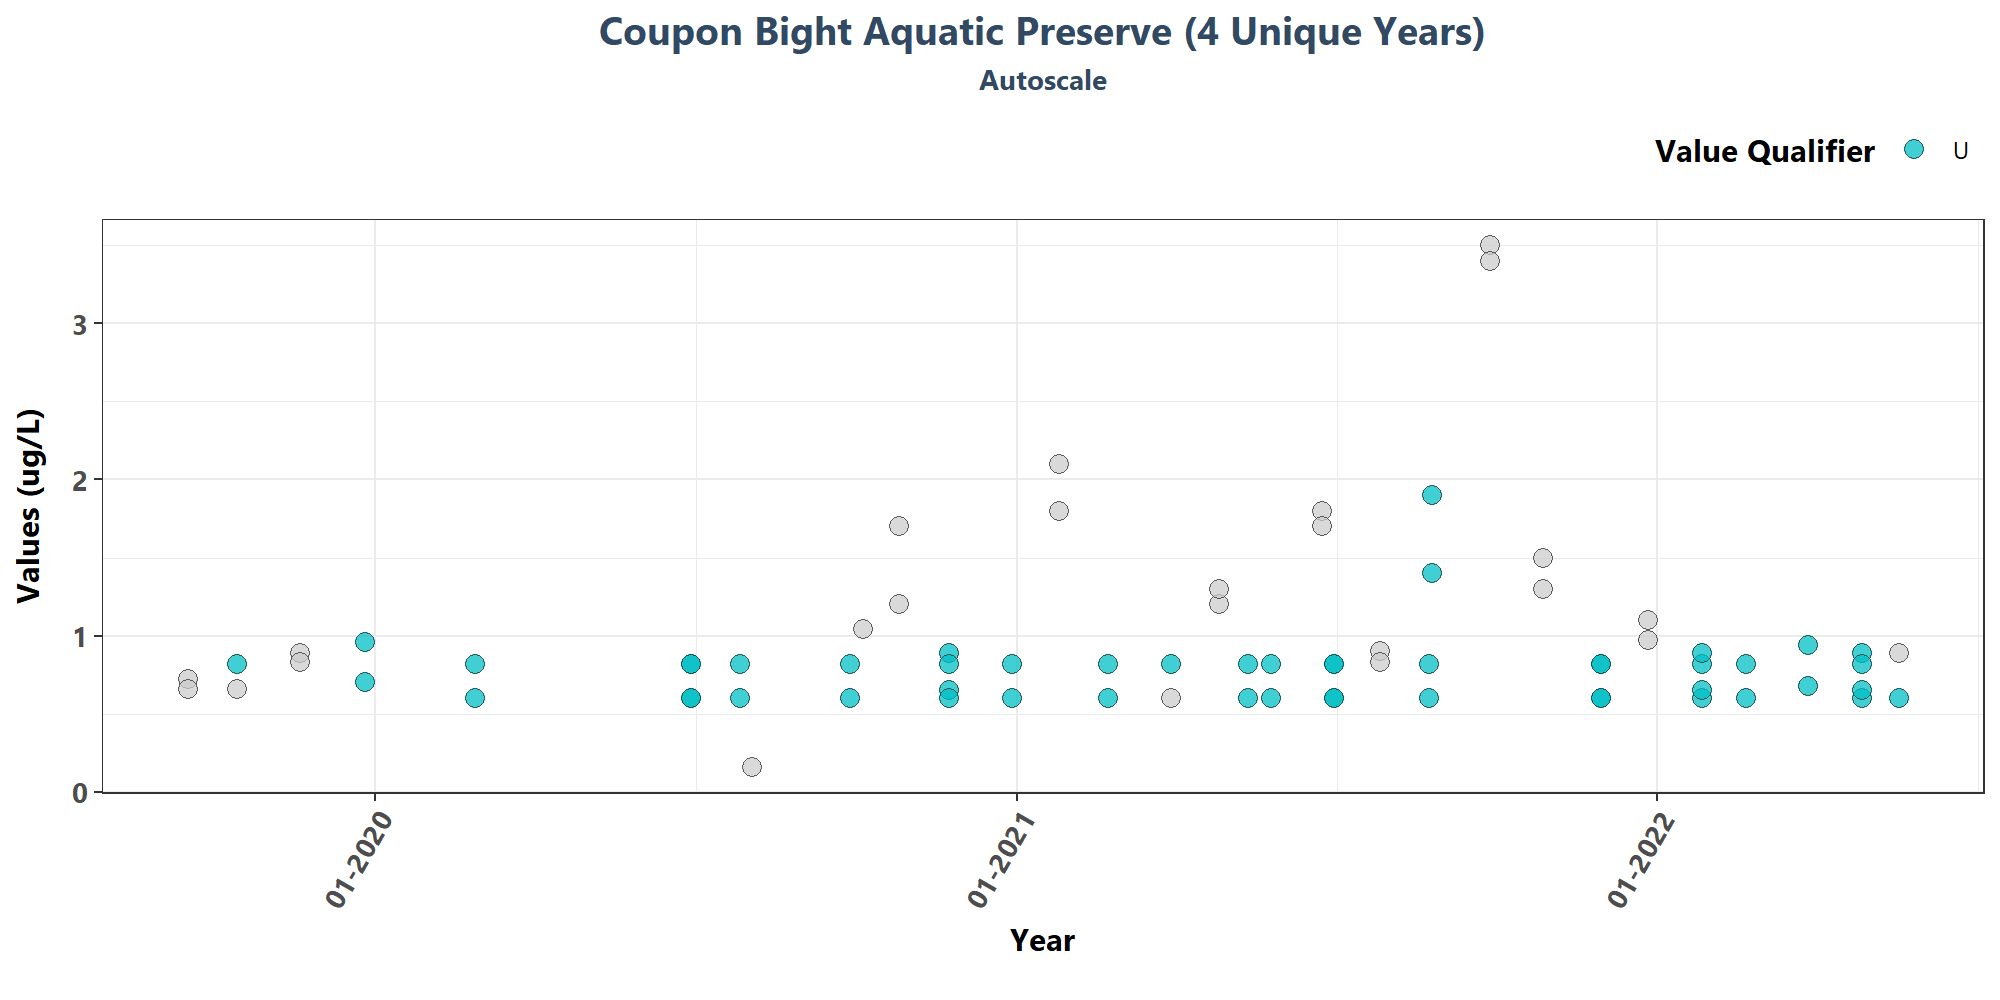 Coupon Bight Aquatic Preserve (4 Unique Years)
Autoscale
Value Qualifier U
Values (ug/L)
3
2
1
0
01-2020
01-2021
01-2022
Year